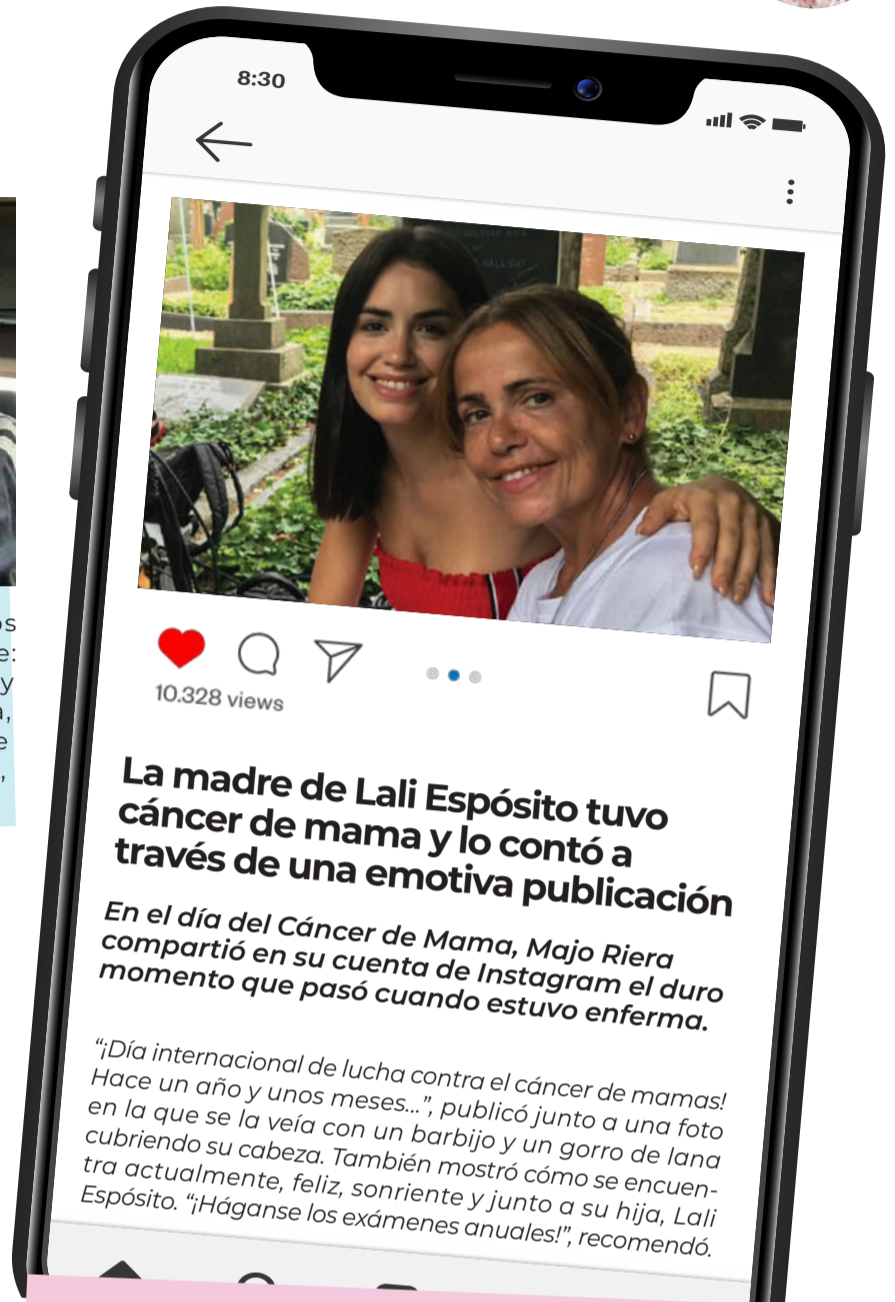 8:30
10.328 views
La madre de Lali Espósito tuvo
cáncer de mama y lo contó a
través de una emotiva publicación
En el día del Cáncer de Mama, Majo Riera
compartió en su cuenta de Instagram el duro
momento que pasó cuando estuvo enferma.
“¡Día internacional de lucha contra el cáncer de mamas!
Hace un año y unos meses...”, publicó junto a una foto
en la que se la veía con un barbijo y un gorro de lana
cubriendo su cabeza. También mostró cómo se encuen-
tra actualmente, feliz, sonriente y junto a su hija, Lali
Espósito. “¡Háganse los exámenes anuales!”, recomendó.